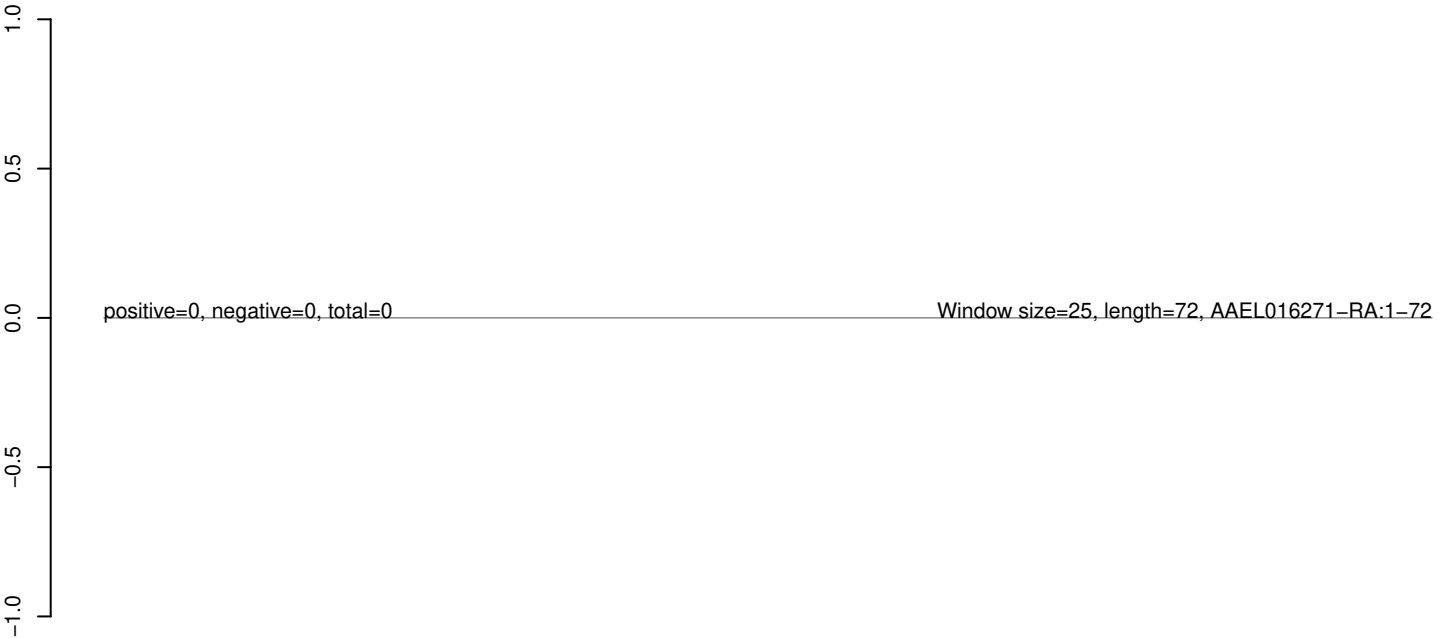 1.0
0.5
0.0
positive=0, negative=0, total=0
Window size=25, length=72, AAEL016271−RA:1−72
−0.5
−1.0